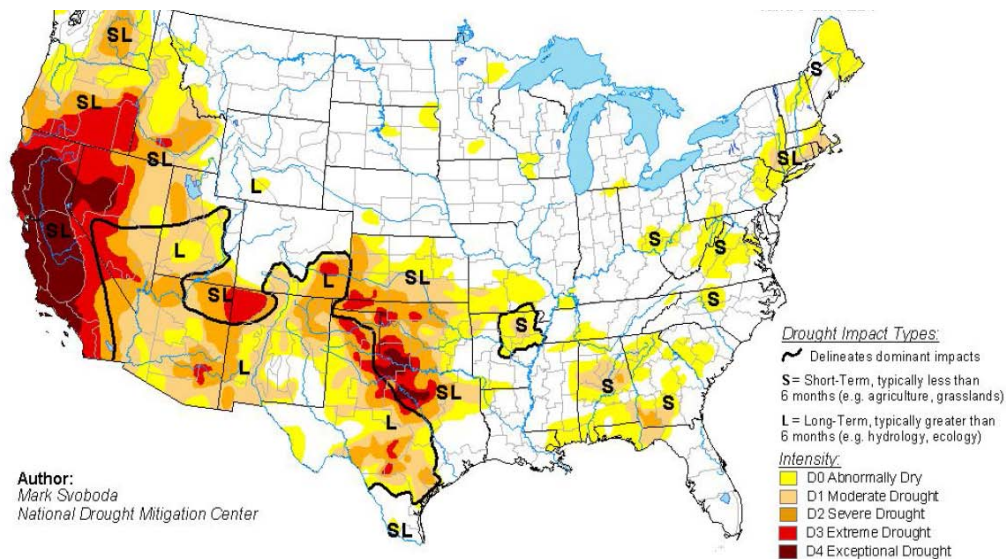 SL
S
SL
SL
SL
L
SL
S
S
L
SL
L
SL
S
S
L
SL
L
S
S
SL
Drought Impact Types:
Delineates dominant impacts
S = Short-Term, typically less than
6 months (e.g. agriculture, grasslands)
L = Long-Term, typically greater than
6 months (e.g. hydrology, ecology)
Intensity:
D0 Abnormally Dry
D1 Moderate Drought
D2 Severe Drought
D3 Extreme Drought
D4 Exceptional Drought
Author:
Mark Svoboda
National Drought Mitigation Center